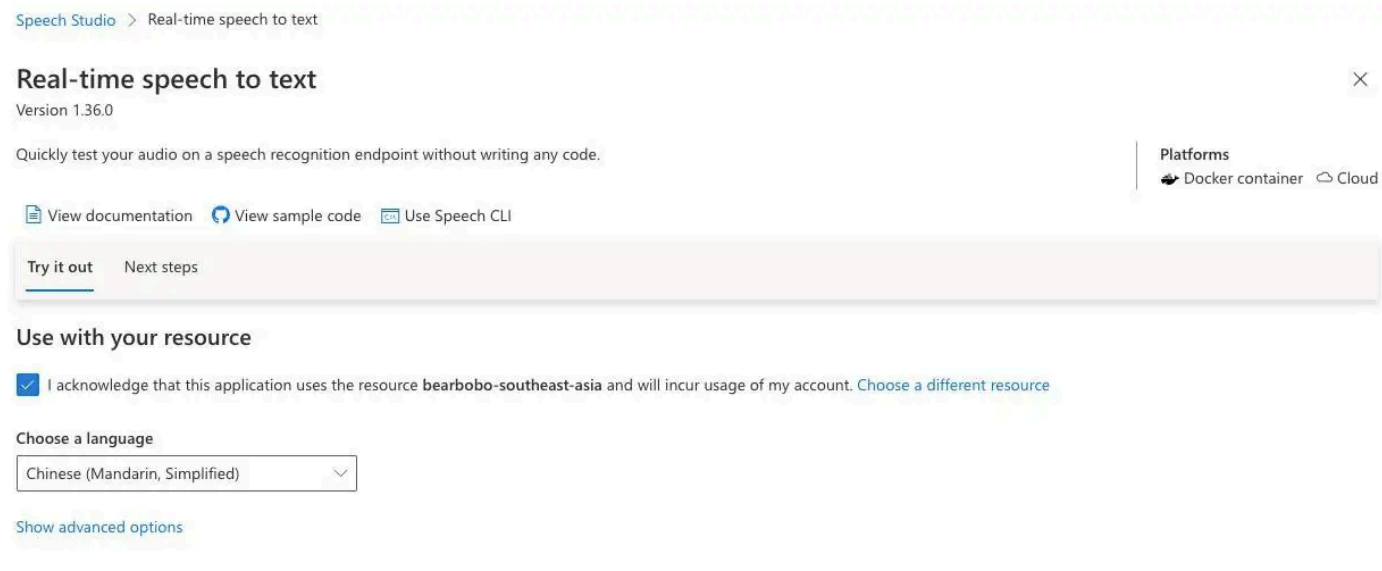 Speech Studio > Real-time speech to text
Real-time speech to text
Version 1.36.0
Quickly test your audio on a speech recognition endpoint without writing any code.
Platforms
Docker container Cloud
View documentation View sample code Use Speech CLI
Try it out Next steps
Use with your resource
I acknowledge that this application uses the resource bearbobo-southeast-asia and will incur usage of my account. Choose a different resource
Choose a language
Chinese (Mandarin, Simplified)
Show advanced options